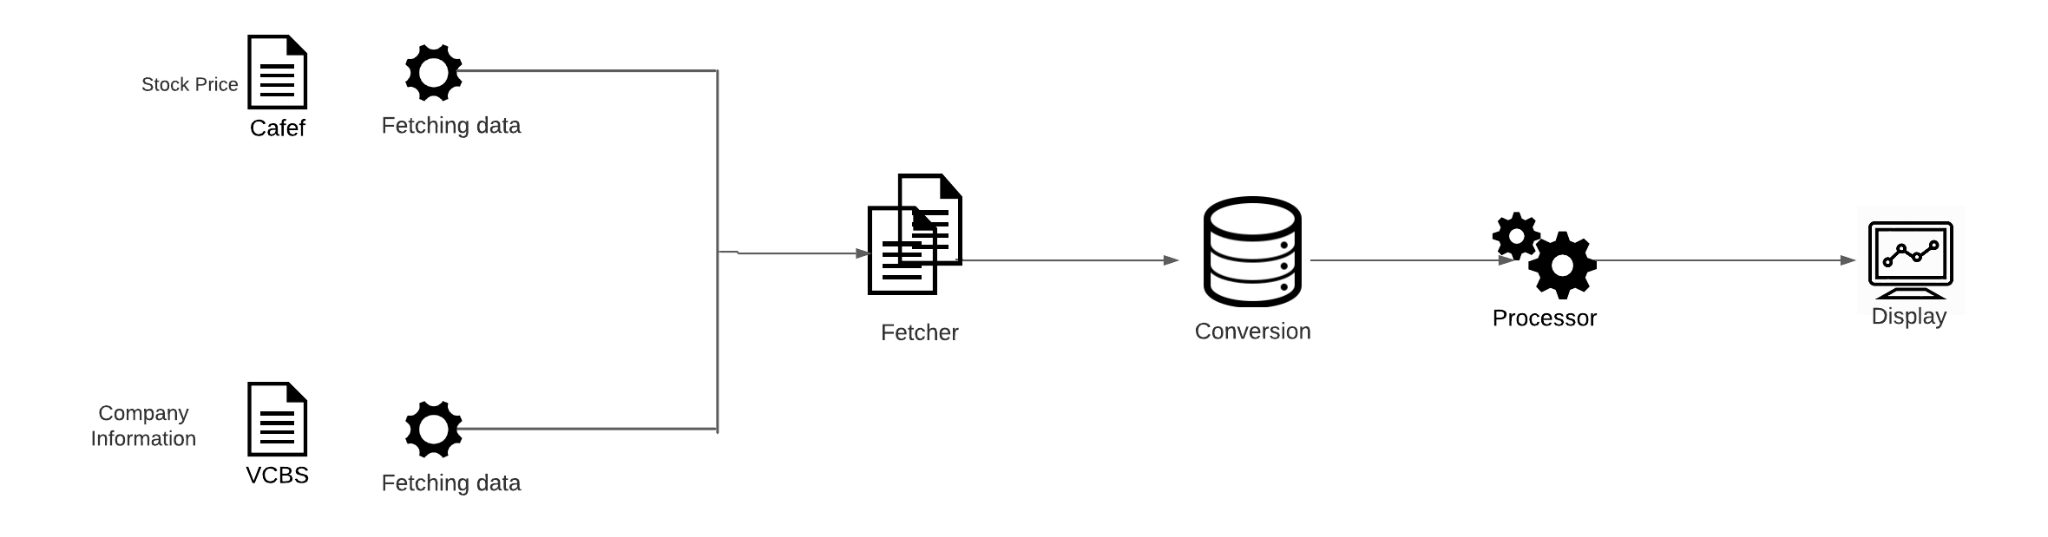 Stock Price
Cafef
Fetching data
Fetcher
Conversion
Processor
Display
Company
Information
VCBS
Fetching data